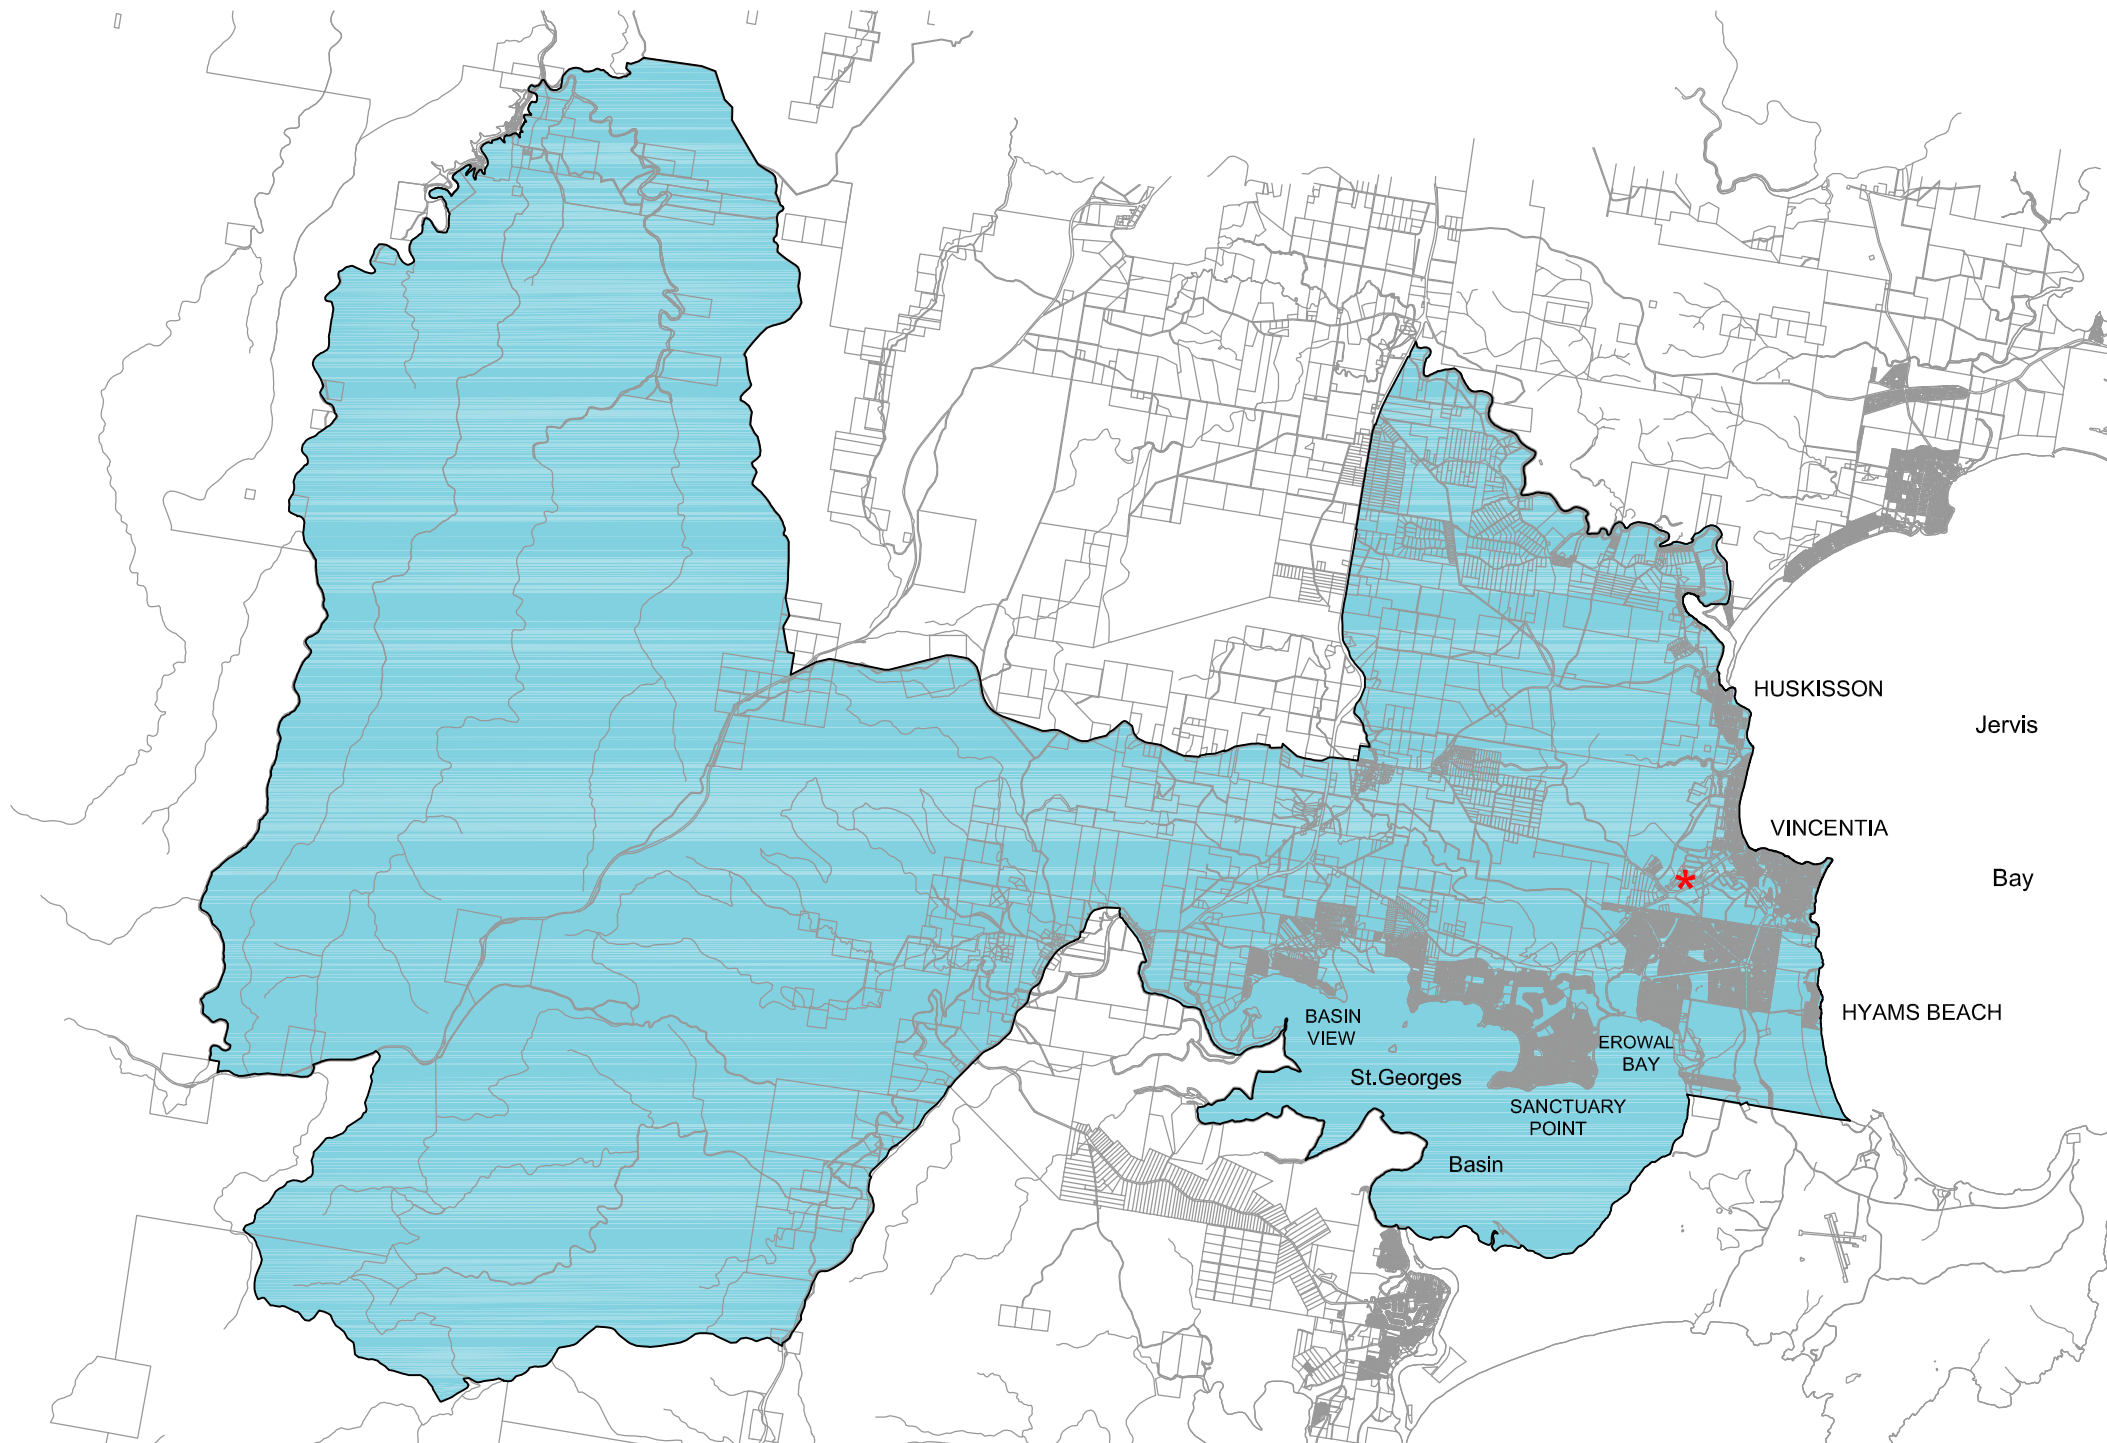 HUSKISSON
Jervis
VINCENTIA
Bay
HYAMS BEACH
BASIN
VIEW
EROWAL
BAY
St.Georges
SANCTUARY
POINT
Basin